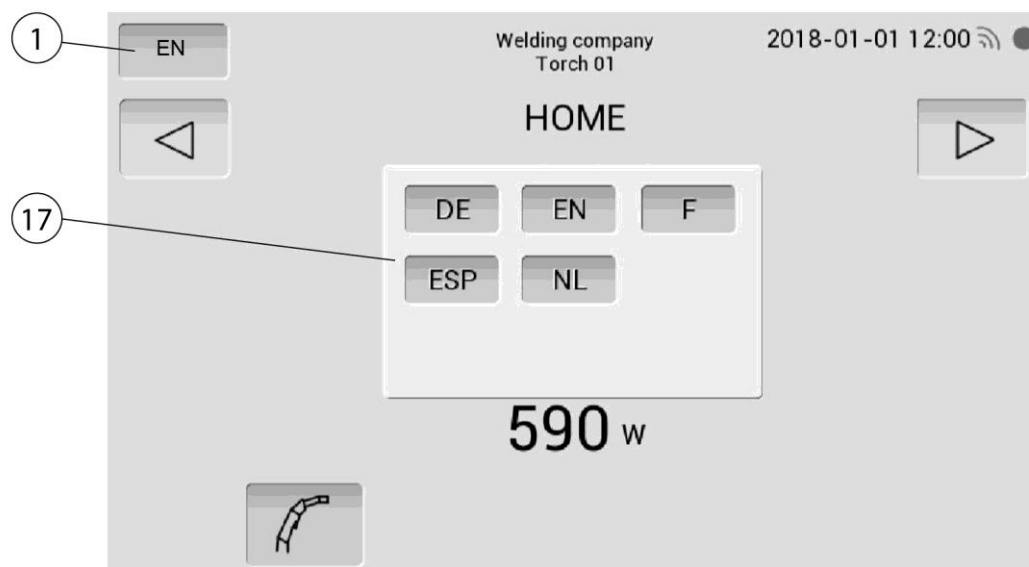 1
EN
Welding company
Torch 01
2018-01-01 12:00
HOME
17
DE EN F
ESP NL
590 W